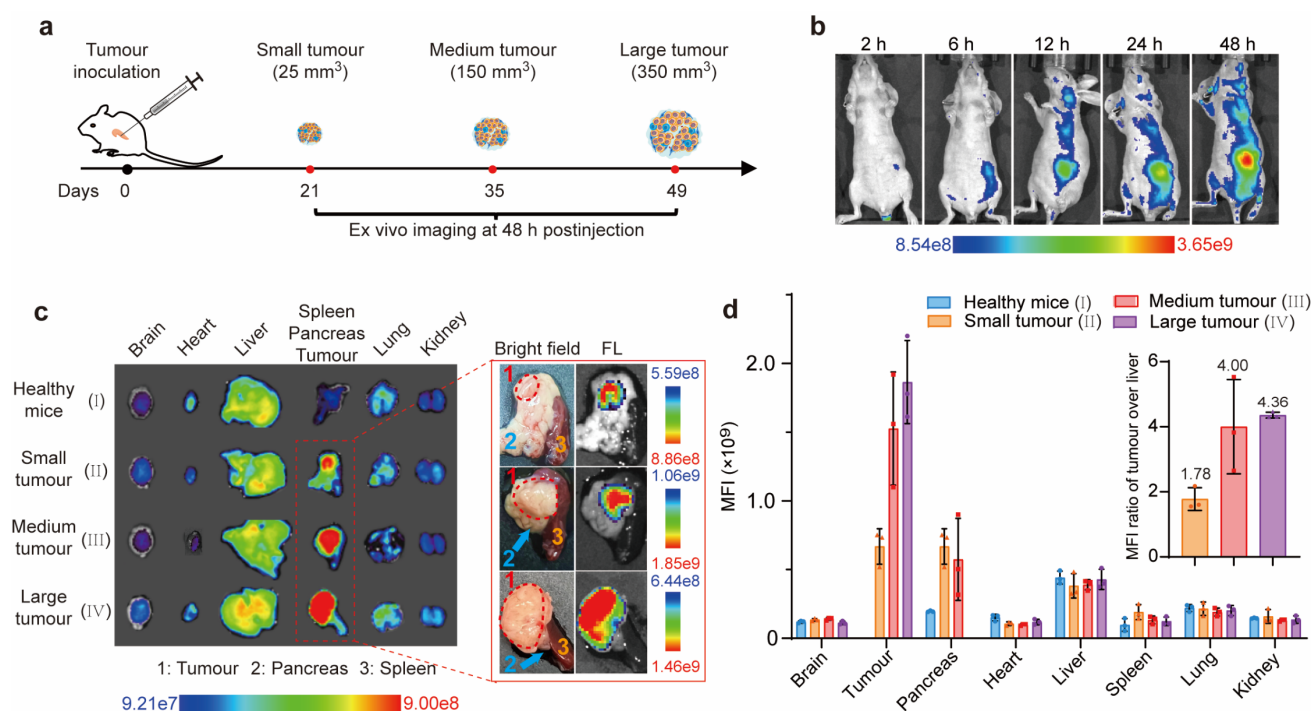 a
Tumour
inoculation
Small tumour
(25 mm³)
Medium tumour
(150 mm³)
Large tumour
(350 mm³)
Days 0 21 35 49
Ex vivo imaging at 48 h postinjection
b
2 h 6 h 12 h 24 h 48 h
8.54e8 3.65e9
c
Brain Heart Liver Spleen Pancreas Tumour Lung Kidney
Healthy
mice (I)
Small
tumour (II)
Medium
tumour (III)
Large
tumour (IV)
1: Tumour 2: Pancreas 3: Spleen
9.21e7 9.00e8
Bright field FL
1
2
3
5.59e8
8.86e8
1
2
3
1.06e9
1.85e9
1
2
3
6.44e8
1.46e9
d
Healthy mice (I)
Small tumour (II)
Medium tumour (III)
Large tumour (IV)
MFI (×10⁹)
2.0
1.0
0
Brain Tumour Pancreas Heart Liver Spleen Lung Kidney
MFI ratio of tumour over liver
6
4
2
0
1.78
4.00
4.36